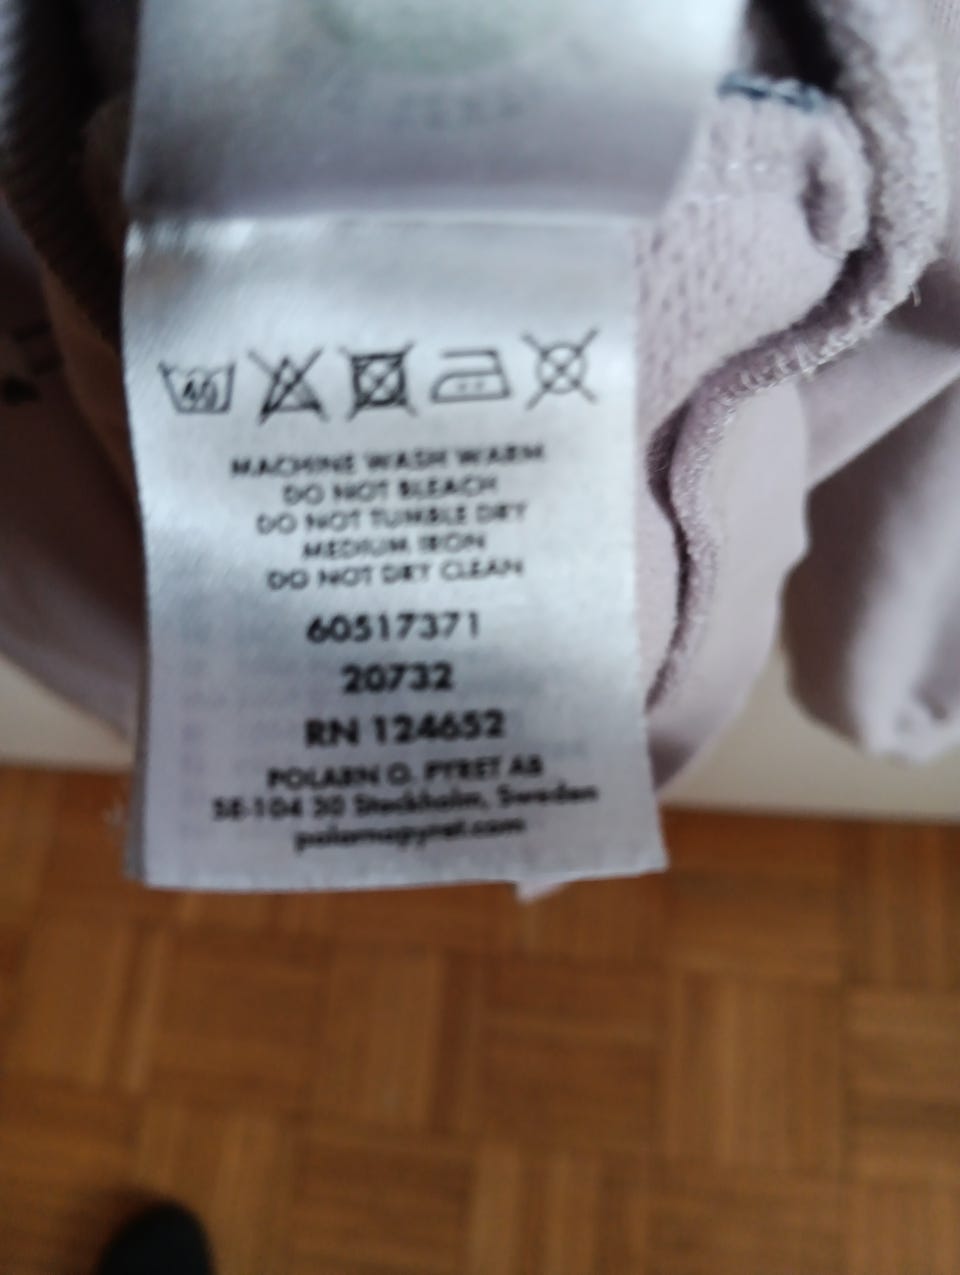 40
MACHINE WASH WARM
DO NOT BLEACH
DO NOT TUMBLE DRY
MEDIUM IRON
DO NOT DRY CLEAN
60517371
20732
RN 124652
POLARN O. PYRET AB
SE-104 30 Stockholm, Sweden
polarnopyret.com